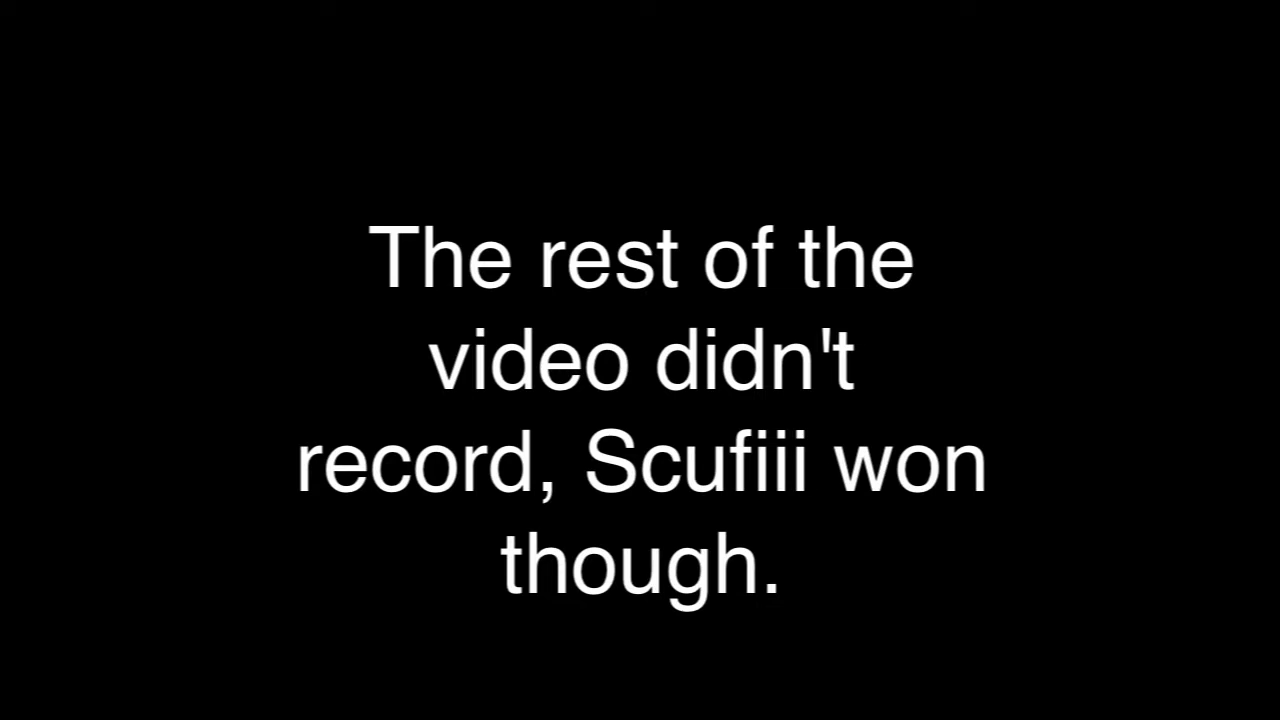 The rest of the
video didn't
record, Scufiii won
though.